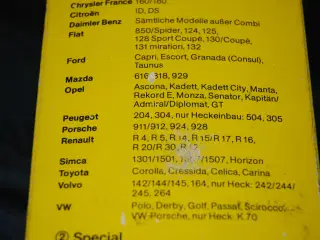 Chrysler France 160/180
Citroën ID, DS
Daimler Benz Sämtliche Modelle außer Combi
Fiat 850/Spider, 124, 125,
128 Sport Coupé, 130/Coupé,
131 mirafiori, 132
Ford Capri, Escort, Granada (Consul),
Taunus
Mazda 616, 818, 929
Opel Ascona, Kadett, Kadett City, Manta,
Rekord E, Monza, Senator, Kapitän/
Admiral/Diplomat, GT
Peugeot 204, 304, nur Heckeinbau: 504, 305
Porsche 911/912, 924, 928
Renault R 4, R 5, R 14, R 15/R 17, R 16,
R 20/R 30, R
Simca 1301/1501, 1307/1507, Horizon
Toyota Corolla, Cressida, Celica, Carina
Volvo 142/144/145, 164, nur Heck: 242/244/
245, 264
VW Polo, Derby, Golf, Passat, Scirocco,
VW-Porsche, nur Heck: K 70
② Special